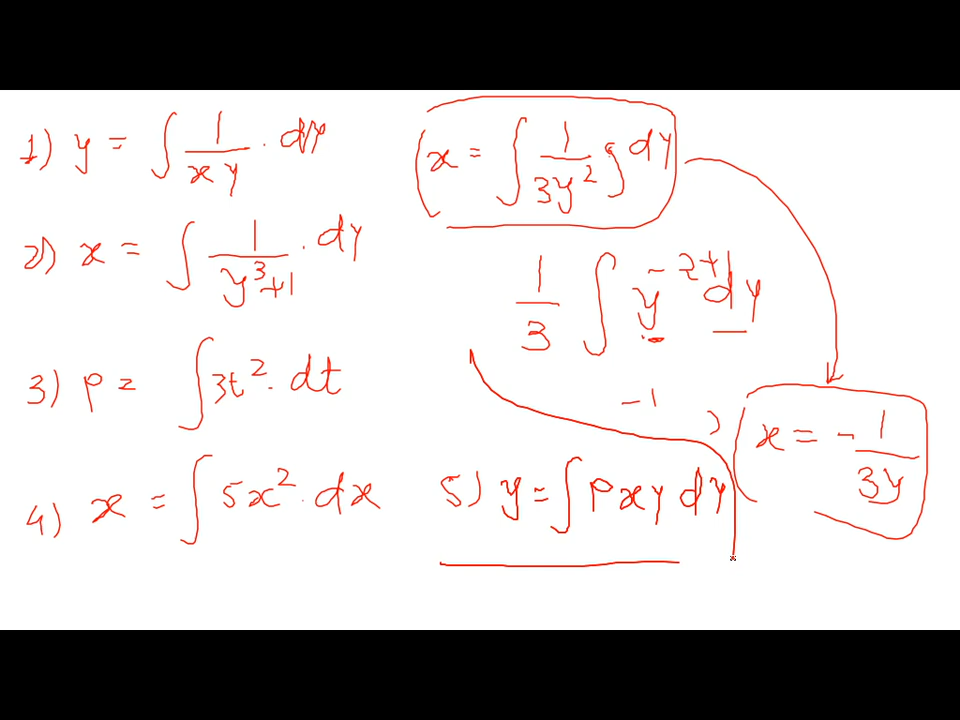 1) y = ∫ 1/(xy) · dy
2) x = ∫ 1/(y³+1) · dy
3) p = ∫ 3t² · dt
4) x = ∫ 5x² · dx
x = ∫ 1/(3y²) dy
1/3 ∫ y⁻²⁺¹ dy
-1
x = - 1/(3y)
5) y = ∫ pxy dy